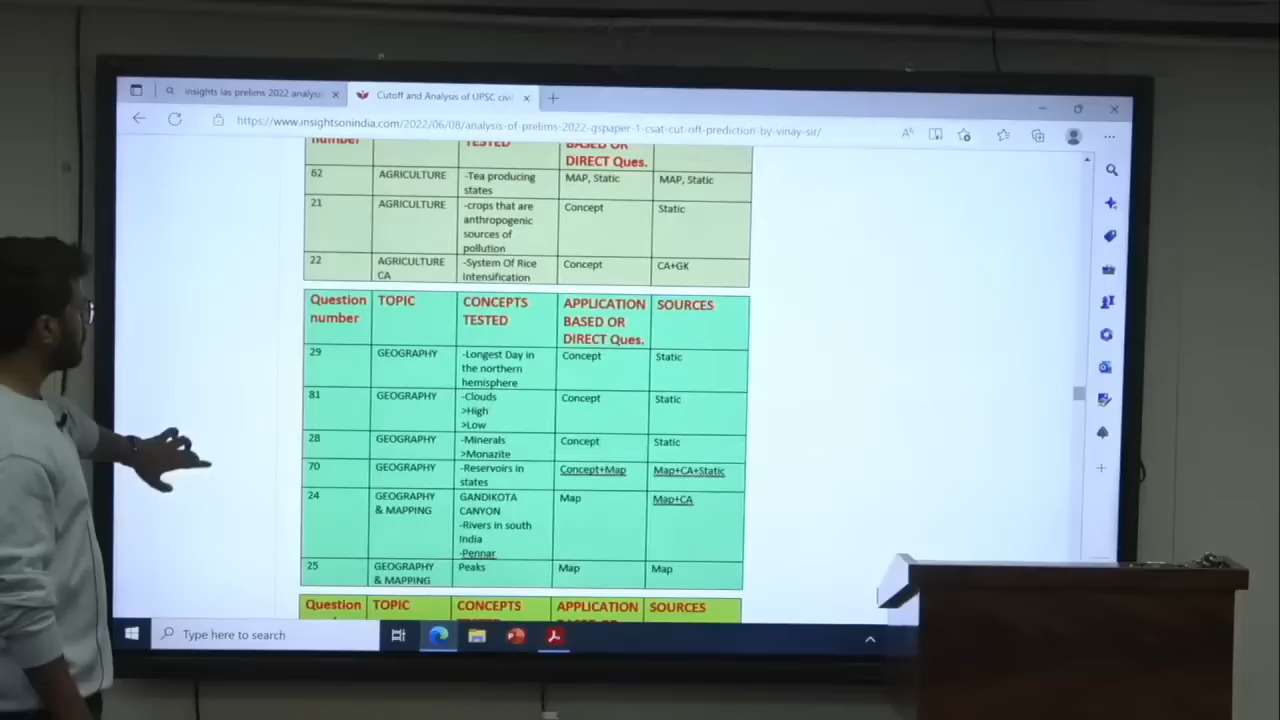 insights ias prelims 2022 analysi
Cutoff and Analysis of UPSC civi
https://www.insightsonindia.com/2022/06/08/analysis-of-prelims-2022-gspaper-1-csat-cut-off-prediction-by-vinay-sir/
number TESTED BASED OR
DIRECT Ques.
62 AGRICULTURE -Tea producing MAP, Static MAP, Static
states
21 AGRICULTURE -crops that are Concept Static
anthropogenic
sources of
pollution
22 AGRICULTURE -System Of Rice Concept CA+GK
CA Intensification
Question TOPIC CONCEPTS APPLICATION SOURCES
number TESTED BASED OR
DIRECT Ques.
29 GEOGRAPHY -Longest Day in Concept Static
the northern
hemisphere
81 GEOGRAPHY -Clouds Concept Static
>High
>Low
28 GEOGRAPHY -Minerals Concept Static
>Monazite
70 GEOGRAPHY -Reservoirs in Concept+Map Map+CA+Static
states
24 GEOGRAPHY GANDIKOTA Map Map+CA
& MAPPING CANYON
-Rivers in south
India
-Pennar
25 GEOGRAPHY Peaks Map Map
& MAPPING
Question TOPIC CONCEPTS APPLICATION SOURCES
TESTED BASED OR
Type here to search